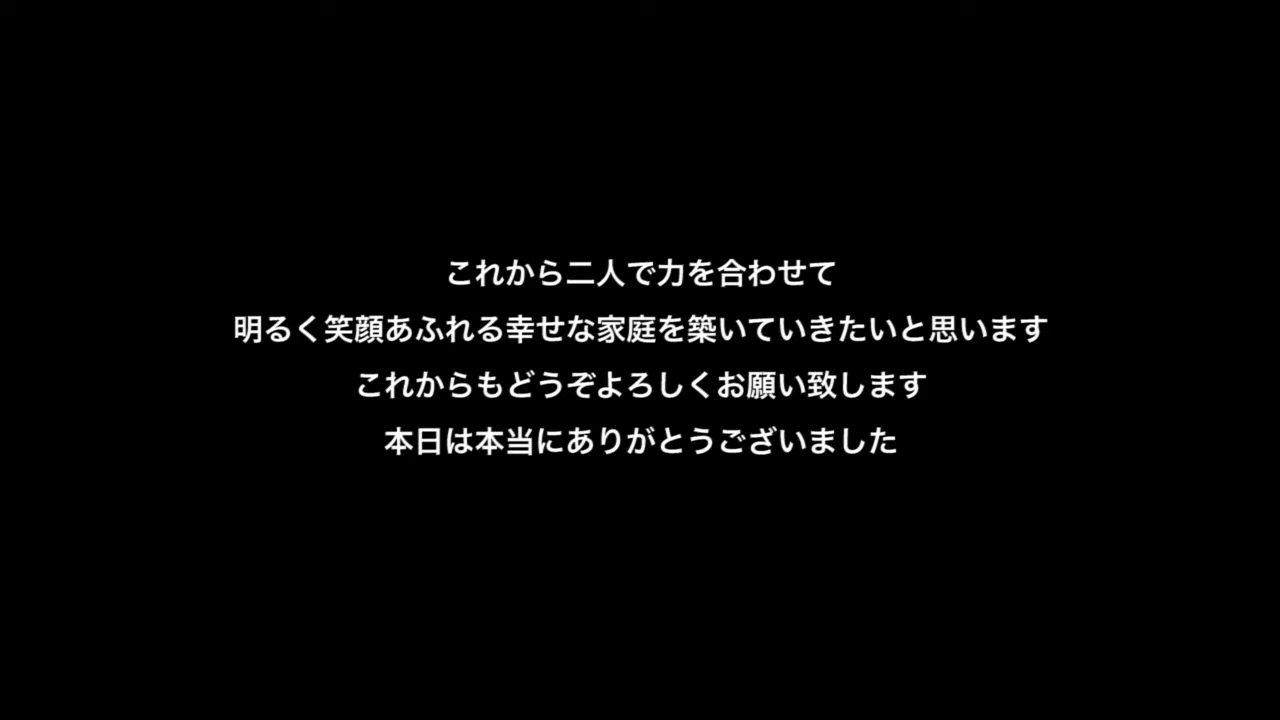 これから二人で力を合わせて
明るく笑顔あふれる幸せな家庭を築いていきたいと思います
これからもどうぞよろしくお願い致します
本日は本当にありがとうございました